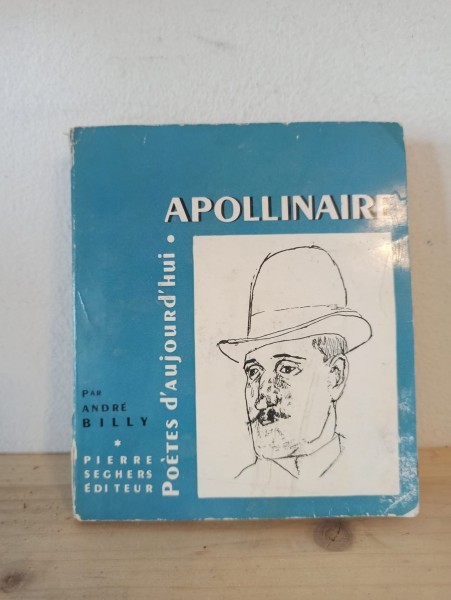 APOLLINAIRE
Poètes d'Aujourd'hui •
PAR
ANDRÉ
BILLY
*
PIERRE
SEGHERS
ÉDITEUR